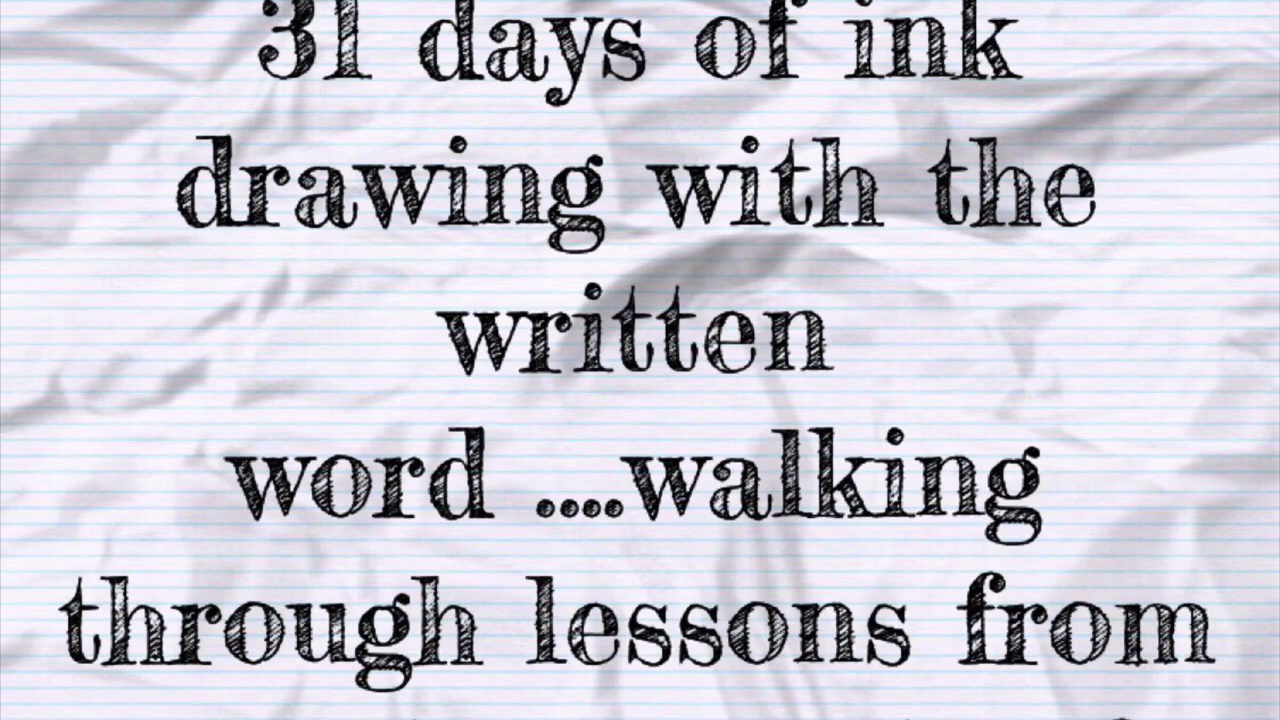 31 days of ink
drawing with the
written
word ....walking
through lessons from